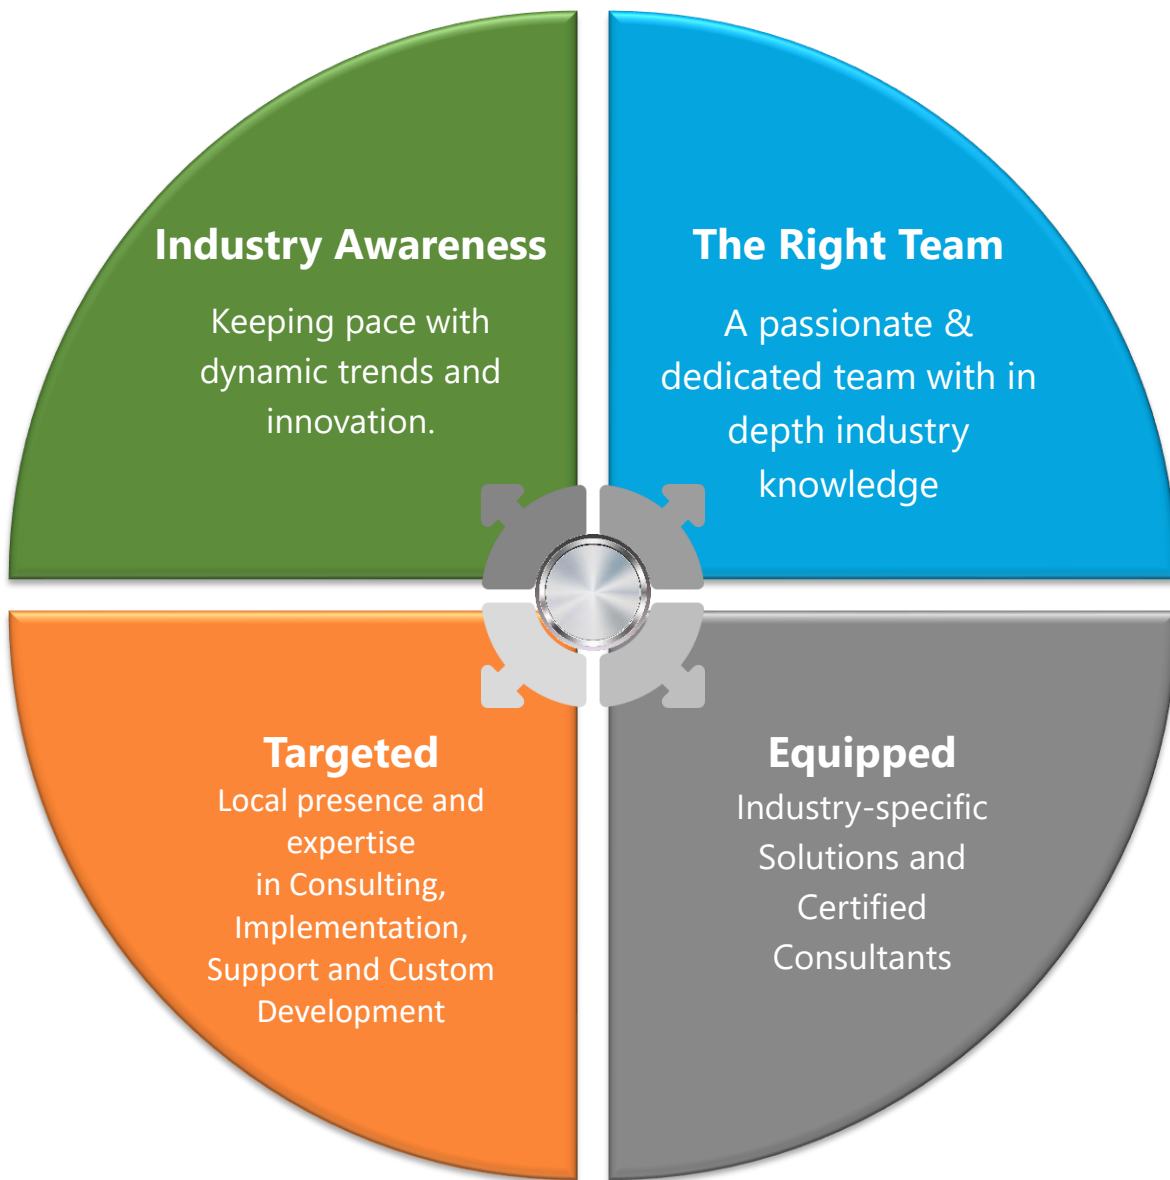 Industry Awareness
Keeping pace with
dynamic trends and
innovation.
The Right Team
A passionate &
dedicated team with in
depth industry
knowledge
Targeted
Local presence and
expertise
in Consulting,
Implementation,
Support and Custom
Development
Equipped
Industry-specific
Solutions and
Certified
Consultants